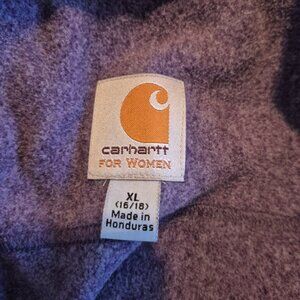 carhartt
FOR WOMEN
XL
(16/18)
Made in
Honduras